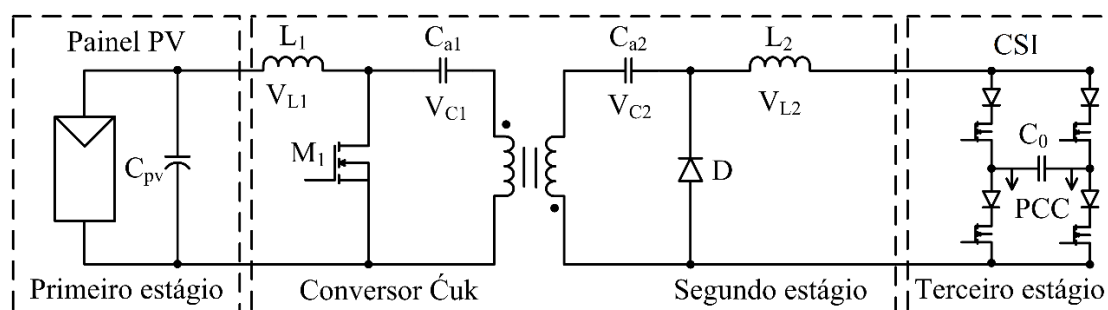 Painel PV
L1
Ca1
Ca2
L2
CSI
VL1
VC1
VC2
VL2
Cpv
M1
D
C0
PCC
Primeiro estágio
Conversor Ćuk
Segundo estágio
Terceiro estágio